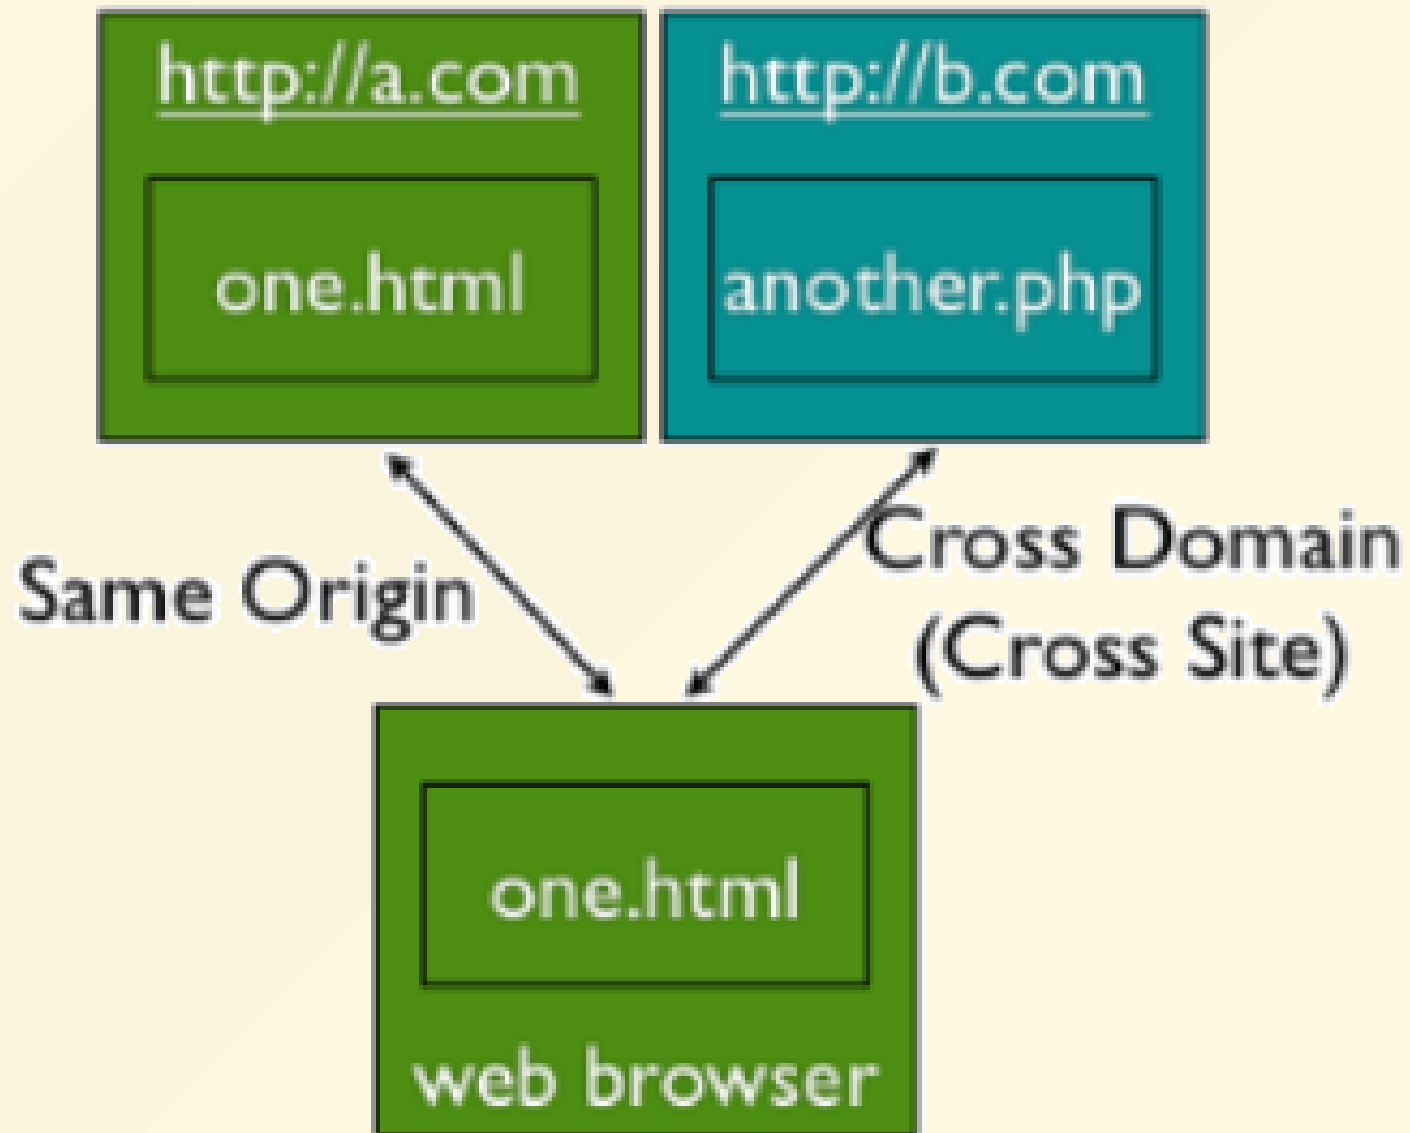 http://a.com
http://b.com
one.html
another.php
Same Origin
Cross Domain
(Cross Site)
one.html
web browser